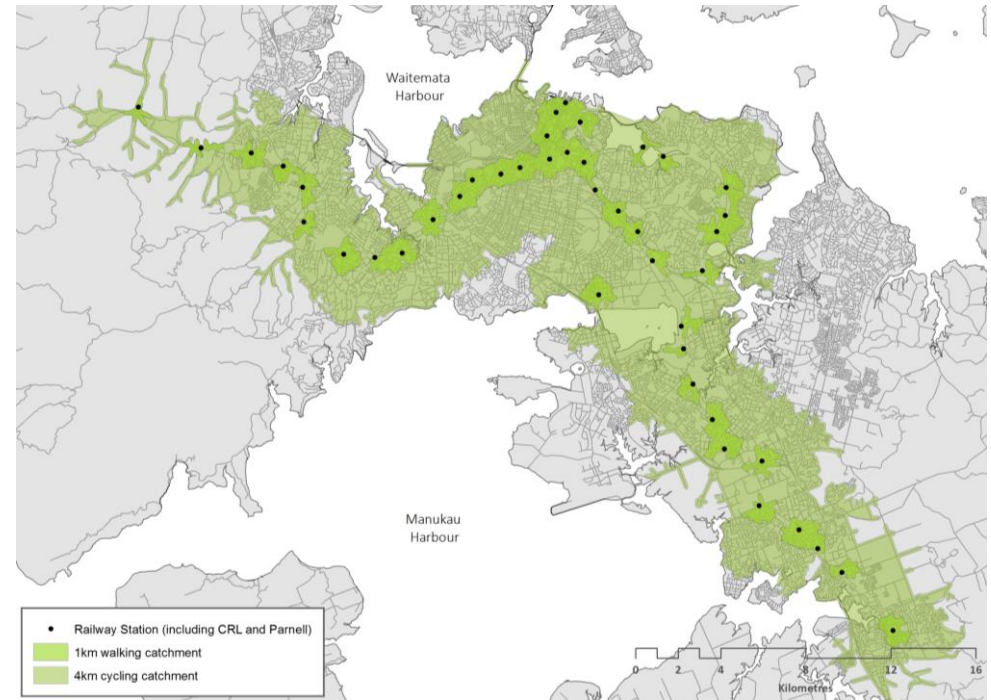 Waitemata
Harbour
Manukau
Harbour
Railway Station (including CRL and Parnell)
1km walking catchment
4km cycling catchment
0 2 4 8 12 16
Kilometres